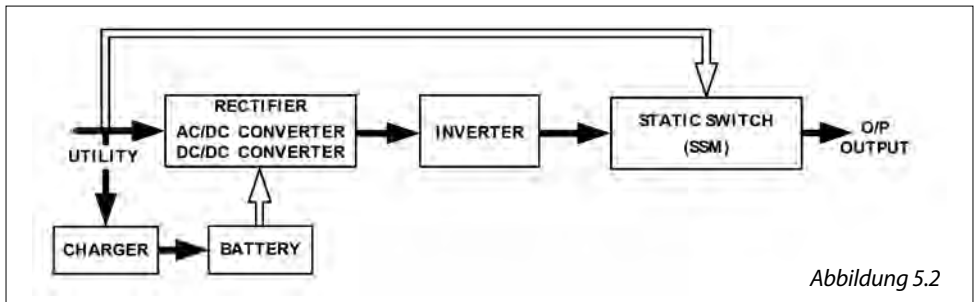 RECTIFIER
AC/DC CONVERTER
DC/DC CONVERTER
INVERTER
STATIC SWITCH
(SSM)
O/P
OUTPUT
UTILITY
CHARGER
BATTERY
Abbildung 5.2